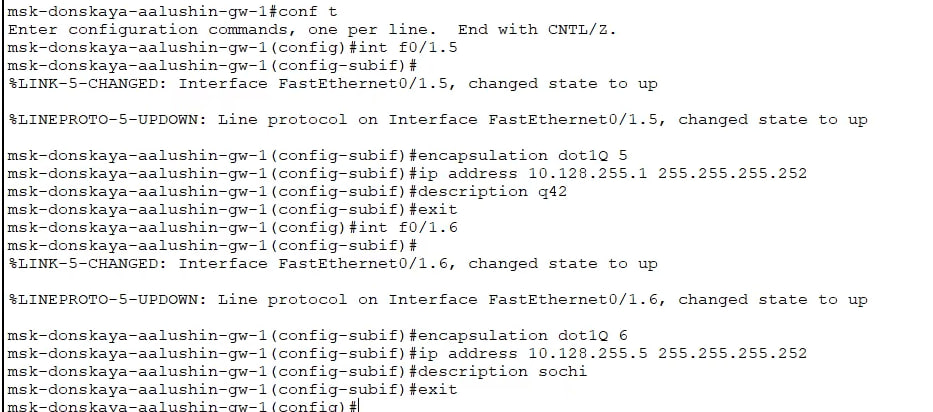 msk-donskaya-aalushin-gw-1#conf t
Enter configuration commands, one per line.  End with CNTL/Z.
msk-donskaya-aalushin-gw-1(config)#int f0/1.5
msk-donskaya-aalushin-gw-1(config-subif)#
%LINK-5-CHANGED: Interface FastEthernet0/1.5, changed state to up
%LINEPROTO-5-UPDOWN: Line protocol on Interface FastEthernet0/1.5, changed state to up
msk-donskaya-aalushin-gw-1(config-subif)#encapsulation dot1Q 5
msk-donskaya-aalushin-gw-1(config-subif)#ip address 10.128.255.1 255.255.255.252
msk-donskaya-aalushin-gw-1(config-subif)#description q42
msk-donskaya-aalushin-gw-1(config-subif)#exit
msk-donskaya-aalushin-gw-1(config)#int f0/1.6
msk-donskaya-aalushin-gw-1(config-subif)#
%LINK-5-CHANGED: Interface FastEthernet0/1.6, changed state to up
%LINEPROTO-5-UPDOWN: Line protocol on Interface FastEthernet0/1.6, changed state to up
msk-donskaya-aalushin-gw-1(config-subif)#encapsulation dot1Q 6
msk-donskaya-aalushin-gw-1(config-subif)#ip address 10.128.255.5 255.255.255.252
msk-donskaya-aalushin-gw-1(config-subif)#description sochi
msk-donskaya-aalushin-gw-1(config-subif)#exit
msk-donskaya-aalushin-gw-1(config)#